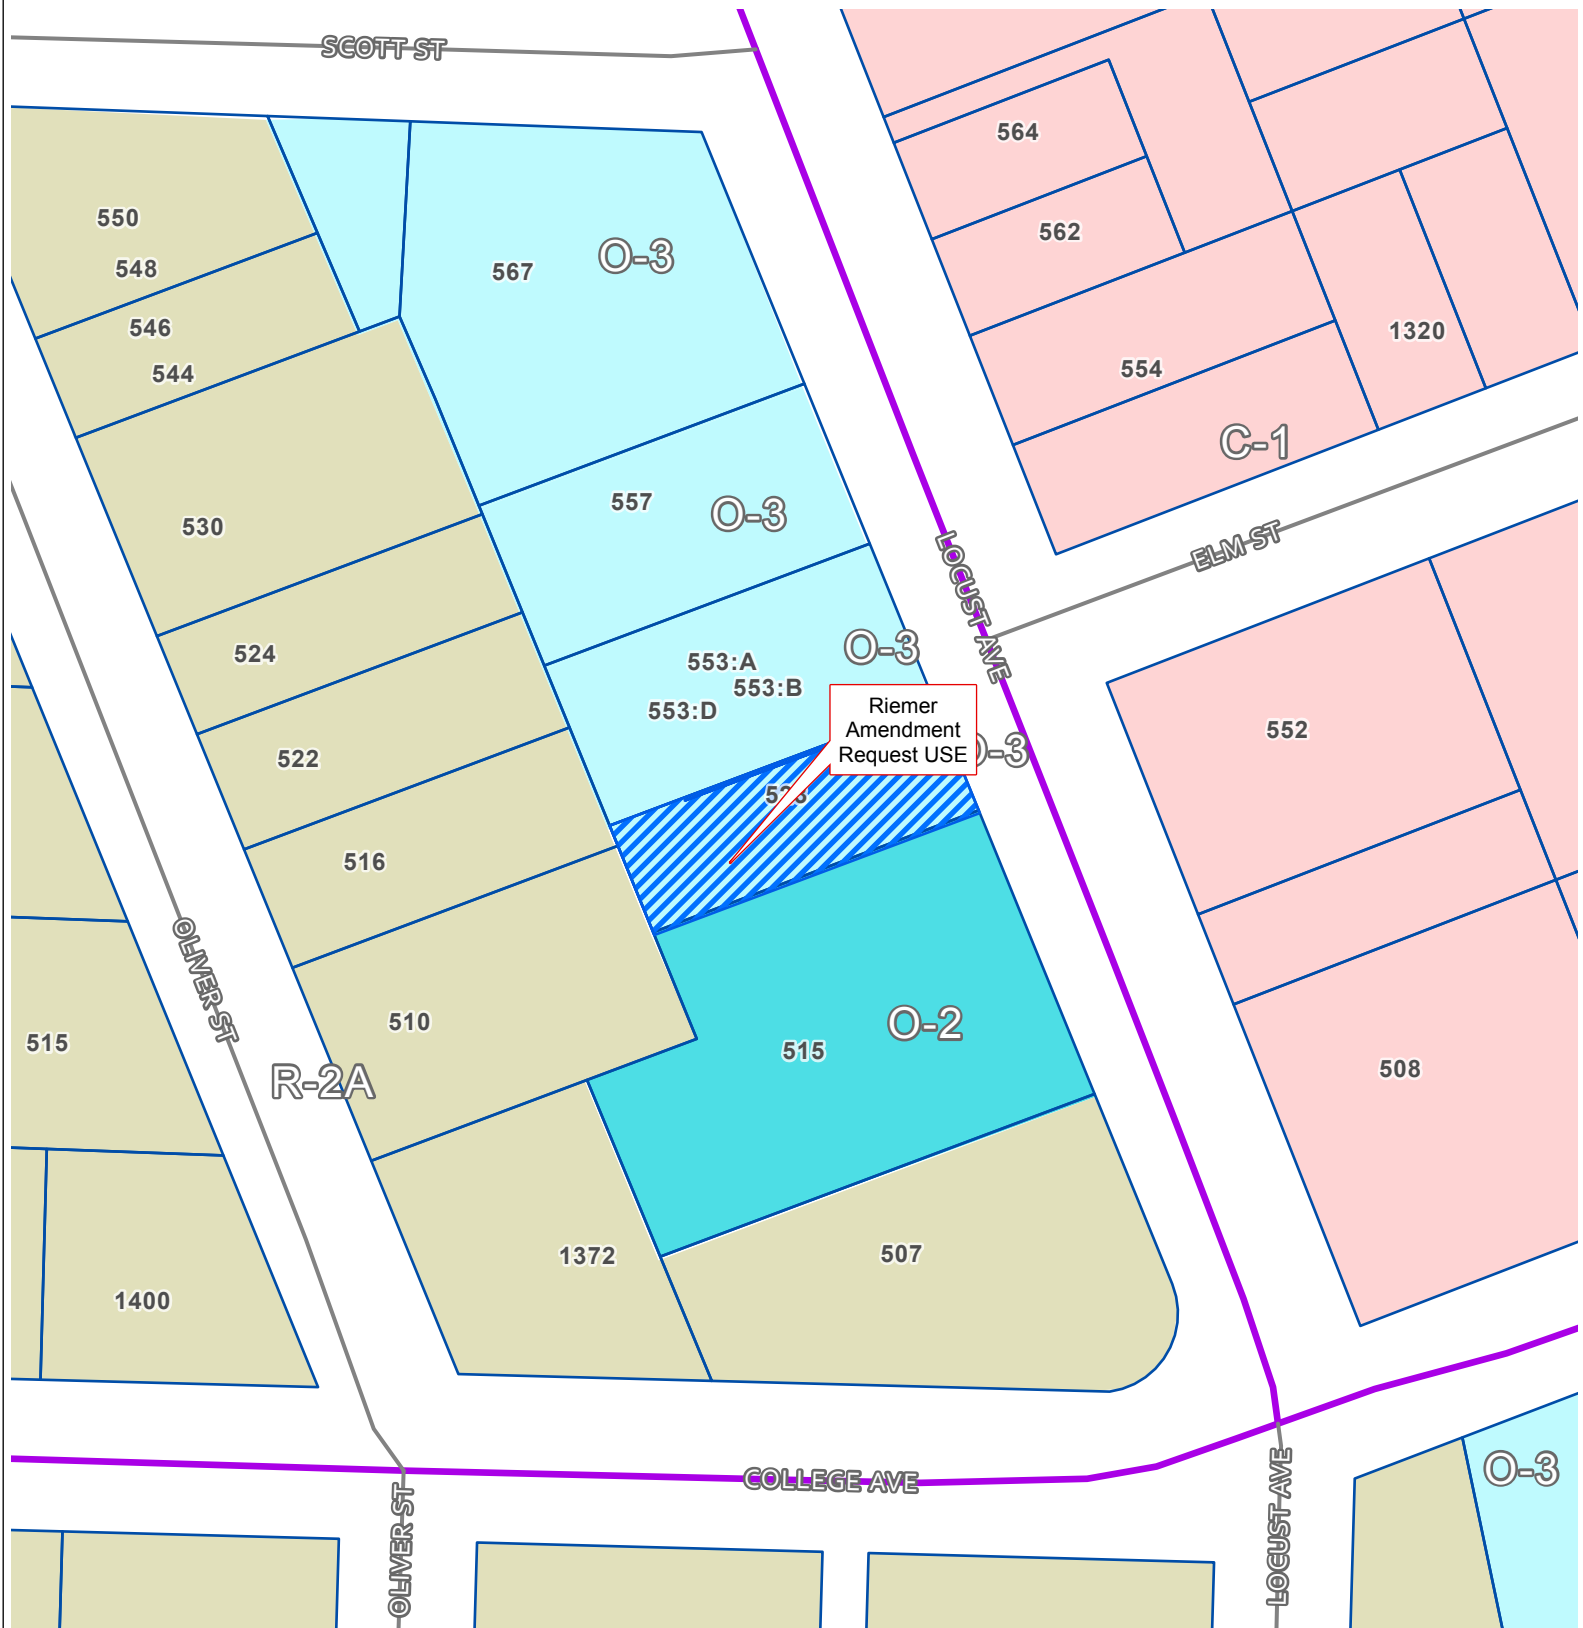 SCOTT ST
564
550
562
O-3
567
548
546
1320
554
544
C-1
557
O-3
530
ELM ST
LOCUST AVE
O-3
524
553:A
553:B
553:D
Riemer
Amendment
Request USE
552
O-3
522
516
OLIVER ST
510
O-2
515
515
508
R-2A
507
1372
1400
O-3
COLLEGE AVE
OLIVER ST
LOCUST AVE